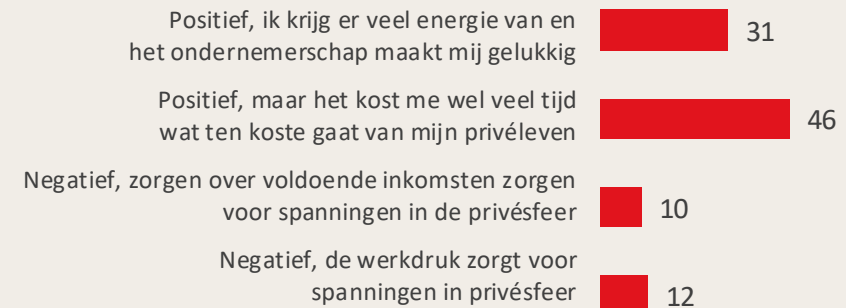 Positief, ik krijg er veel energie van en
het ondernemerschap maakt mij gelukkig
31
Positief, maar het kost me wel veel tijd
wat ten koste gaat van mijn privéleven
46
Negatief, zorgen over voldoende inkomsten zorgen
voor spanningen in de privésfeer
10
Negatief, de werkdruk zorgt voor
spanningen in privésfeer
12